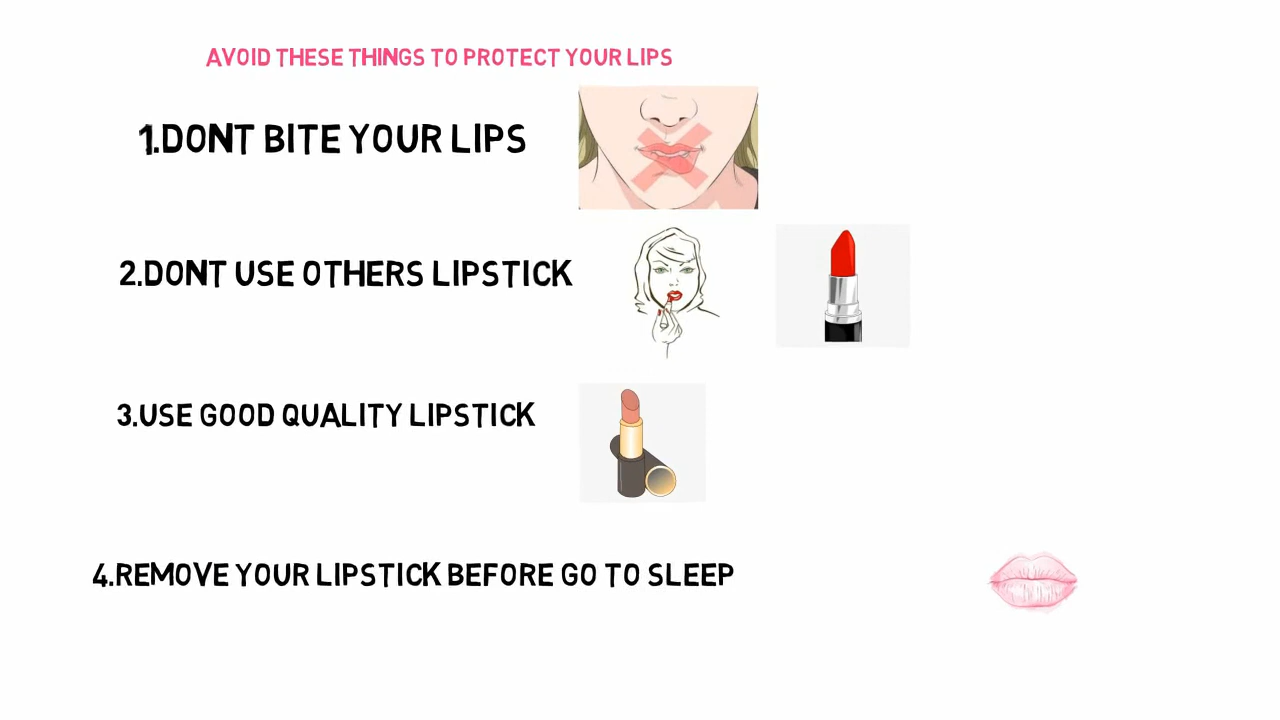 AVOID THESE THINGS TO PROTECT YOUR LIPS
1.DONT BITE YOUR LIPS
2.DONT USE OTHERS LIPSTICK
3.USE GOOD QUALITY LIPSTICK
4.REMOVE YOUR LIPSTICK BEFORE GO TO SLEEP